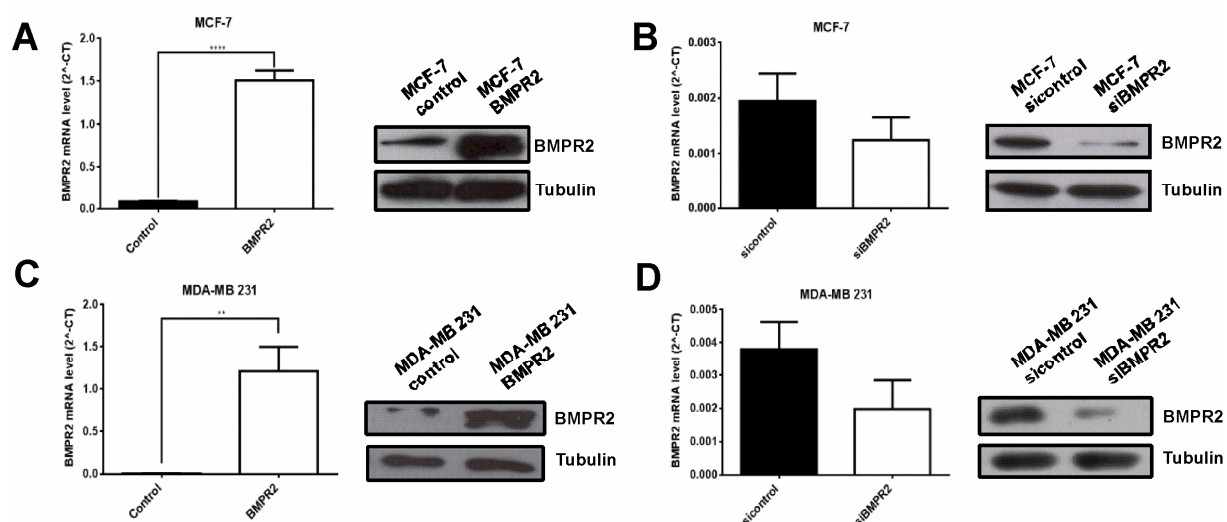 A
MCF-7
BMPR2 mRNA level (2^-CT)
2.0
1.5
1.0
0.5
0.0
****
Control
BMPR2
MCF-7
control
MCF-7
BMPR2
BMPR2
Tubulin
B
MCF-7
BMPR2 mRNA level (2^-CT)
0.003
0.002
0.001
0.000
sicontrol
siBMPR2
MCF-7
sicontrol
MCF-7
siBMPR2
BMPR2
Tubulin
C
MDA-MB 231
BMPR2 mRNA level (2^-CT)
2.0
1.5
1.0
0.5
0.0
**
Control
BMPR2
MDA-MB 231
control
MDA-MB 231
BMPR2
BMPR2
Tubulin
D
MDA-MB 231
BMPR2 mRNA level (2^-CT)
0.005
0.004
0.003
0.002
0.001
0.000
sicontrol
siBMPR2
MDA-MB 231
sicontrol
MDA-MB 231
siBMPR2
BMPR2
Tubulin